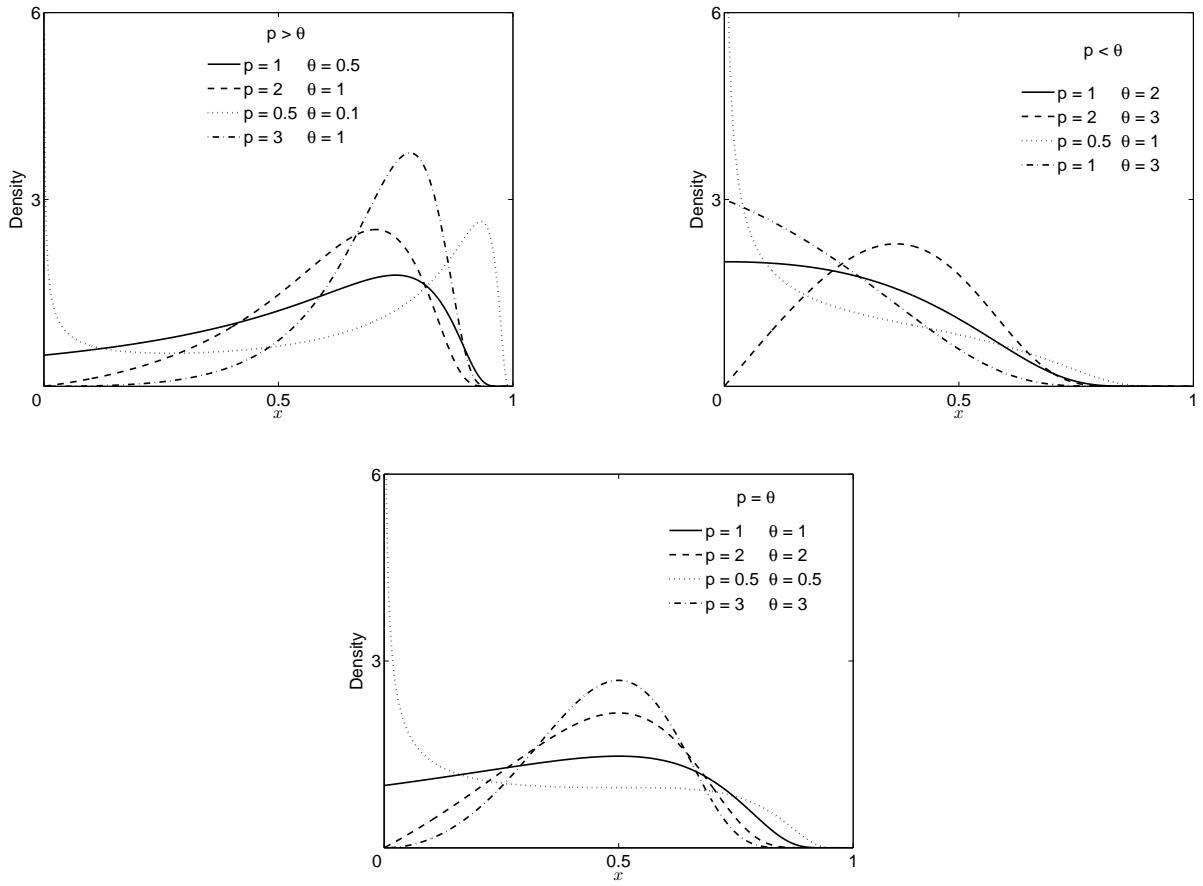 6
p > θ
p = 1 θ = 0.5
p = 2 θ = 1
p = 0.5 θ = 0.1
p = 3 θ = 1
3
Density
0 0.5 1
x
6
p < θ
p = 1 θ = 2
p = 2 θ = 3
p = 0.5 θ = 1
p = 1 θ = 3
3
Density
0 0.5 1
x
6
p = θ
p = 1 θ = 1
p = 2 θ = 2
p = 0.5 θ = 0.5
p = 3 θ = 3
3
Density
0 0.5 1
x